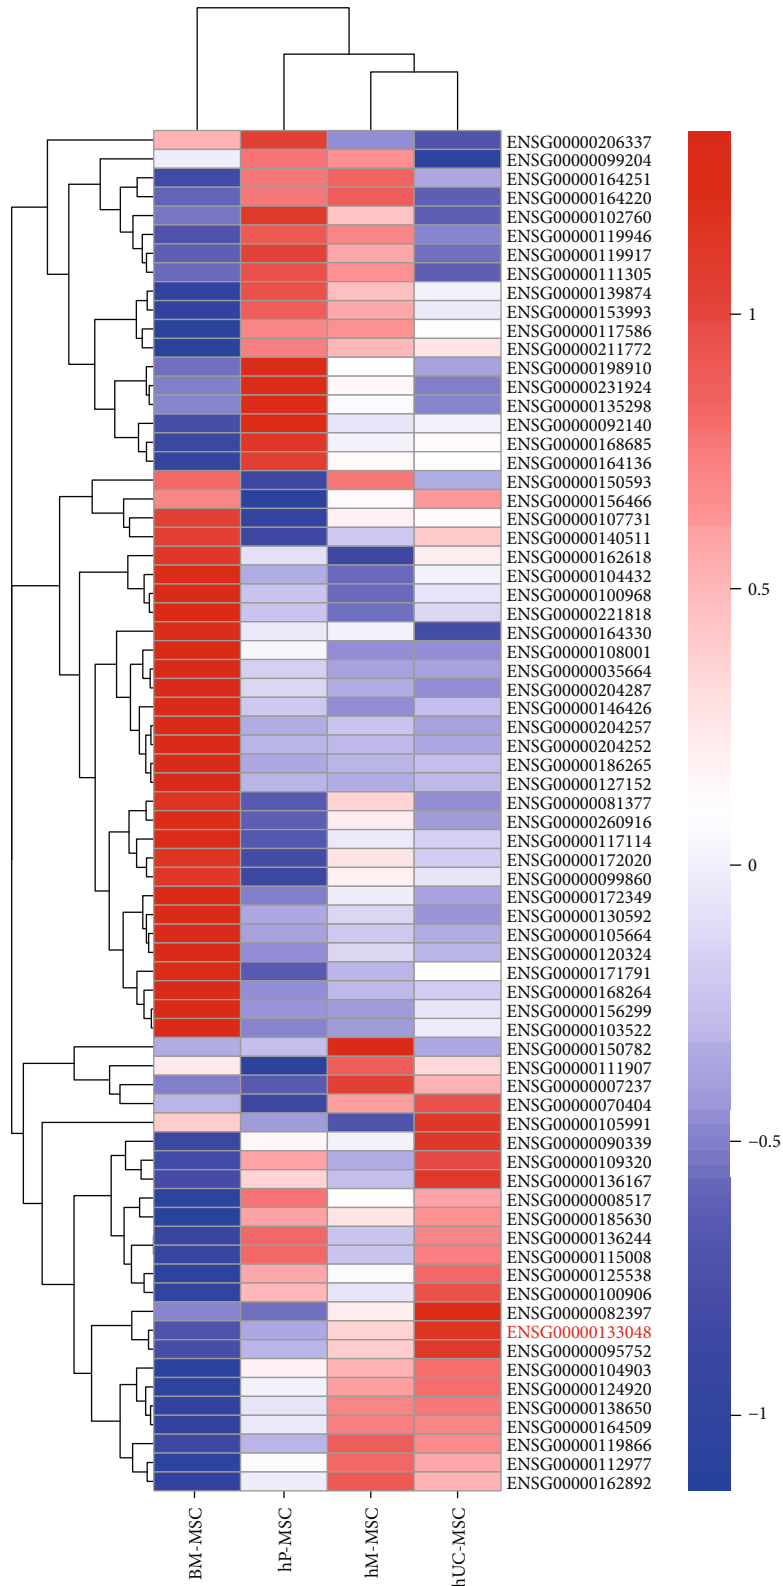 ENSG00000206337
ENSG00000099204
ENSG00000164251
ENSG00000164220
ENSG00000102760
ENSG00000119946
ENSG00000119917
ENSG00000111305
ENSG00000139874
ENSG00000153993
ENSG00000117586
ENSG00000211772
ENSG00000198910
ENSG00000231924
ENSG00000135298
ENSG00000092140
ENSG00000168685
ENSG00000164136
ENSG00000150593
ENSG00000156466
ENSG00000107731
ENSG00000140511
ENSG00000162618
ENSG00000104432
ENSG00000100968
ENSG00000221818
ENSG00000164330
ENSG00000108001
ENSG00000035664
ENSG00000204287
ENSG00000146426
ENSG00000204257
ENSG00000204252
ENSG00000186265
ENSG00000127152
ENSG00000081377
ENSG00000260916
ENSG00000117114
ENSG00000172020
ENSG00000099860
ENSG00000172349
ENSG00000130592
ENSG00000105664
ENSG00000120324
ENSG00000171791
ENSG00000168264
ENSG00000156299
ENSG00000103522
ENSG00000150782
ENSG00000111907
ENSG00000007237
ENSG00000070404
ENSG00000105991
ENSG00000090339
ENSG00000109320
ENSG00000136167
ENSG00000008517
ENSG00000185630
ENSG00000136244
ENSG00000115008
ENSG00000125538
ENSG00000100906
ENSG00000082397
ENSG00000133048
ENSG00000095752
ENSG00000104903
ENSG00000124920
ENSG00000138650
ENSG00000164509
ENSG00000119866
ENSG00000112977
ENSG00000162892
1
0.5
0
−0.5
−1
BM-MSC
hP-MSC
hM-MSC
hUC-MSC